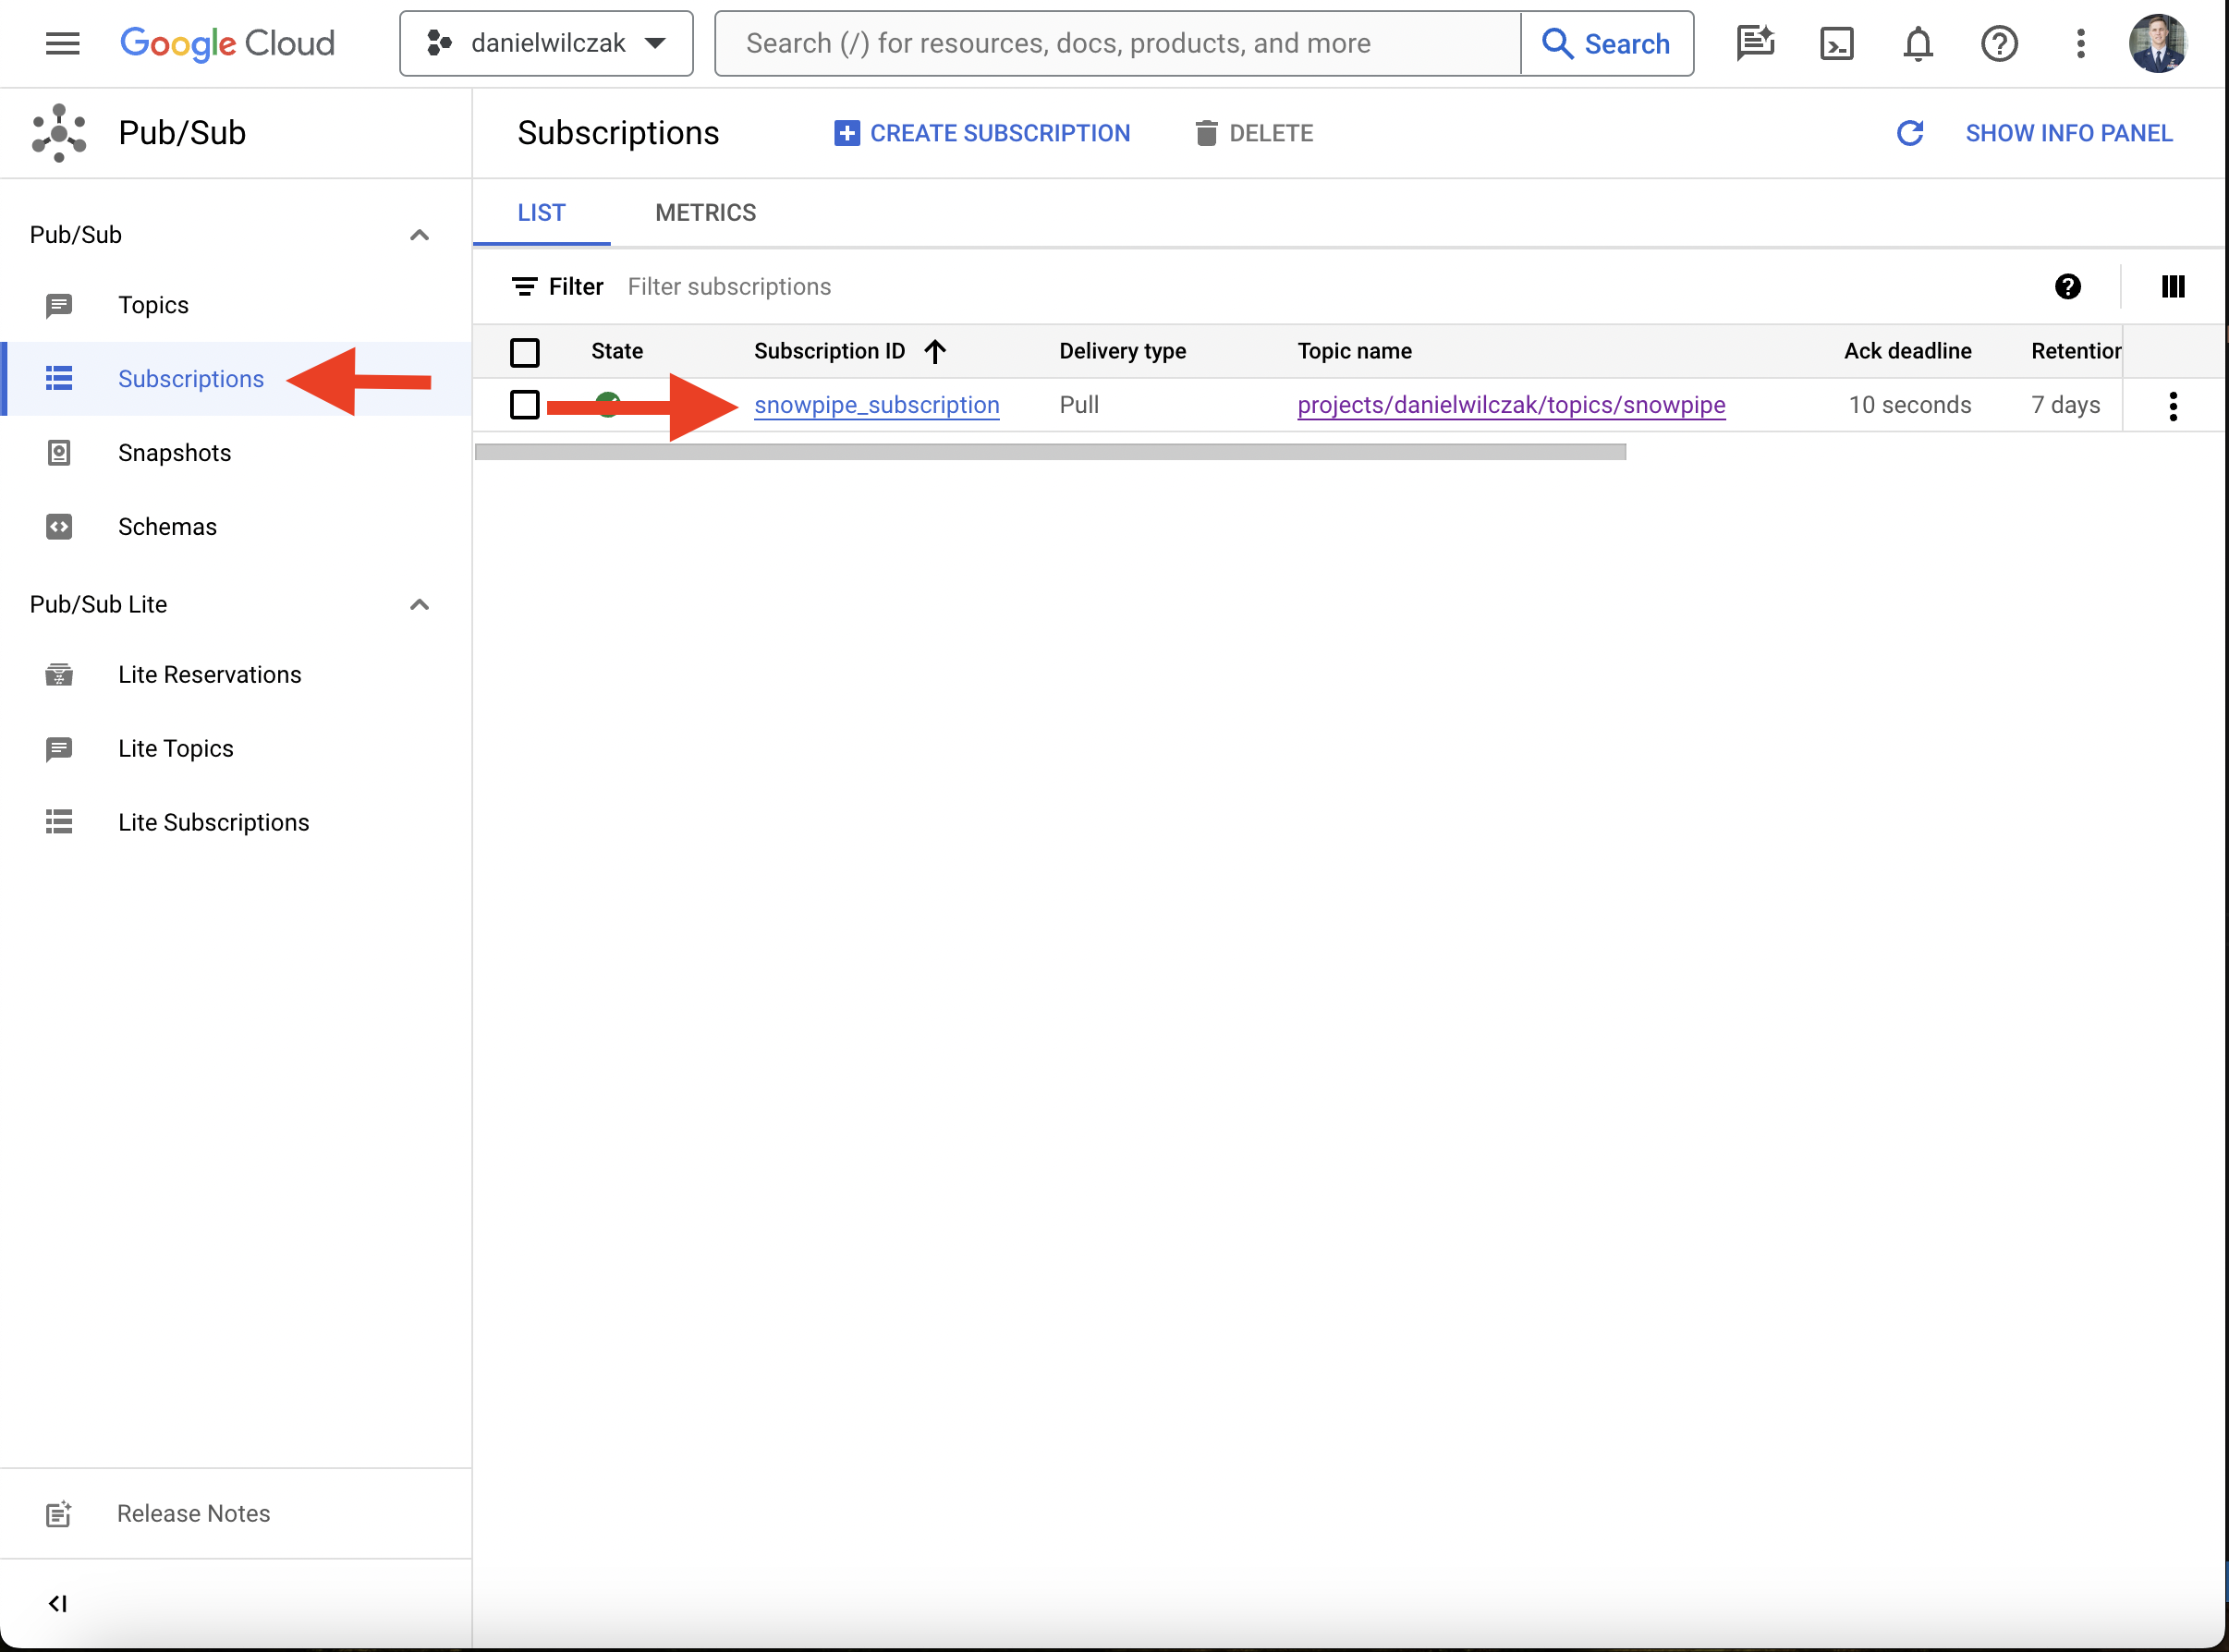 Google Cloud
danielwilczak
Search (/) for resources, docs, products, and more
Search
Pub/Sub
Subscriptions
CREATE SUBSCRIPTION
DELETE
SHOW INFO PANEL
Pub/Sub
Topics
Subscriptions
Snapshots
Schemas
Pub/Sub Lite
Lite Reservations
Lite Topics
Lite Subscriptions
Release Notes
LIST METRICS
Filter Filter subscriptions
State Subscription ID Delivery type Topic name Ack deadline Retention
snowpipe_subscription Pull projects/danielwilczak/topics/snowpipe 10 seconds 7 days